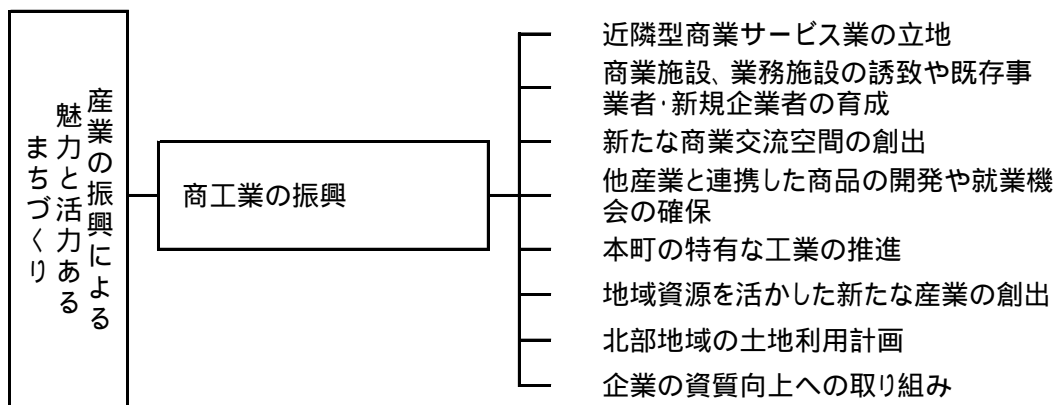 産業の振興による
魅力と活力ある
まちづくり
商工業の振興
近隣型商業サービス業の立地
商業施設、業務施設の誘致や既存事
業者・新規企業者の育成
新たな商業交流空間の創出
他産業と連携した商品の開発や就業機
会の確保
本町の特有な工業の推進
地域資源を活かした新たな産業の創出
北部地域の土地利用計画
企業の資質向上への取り組み